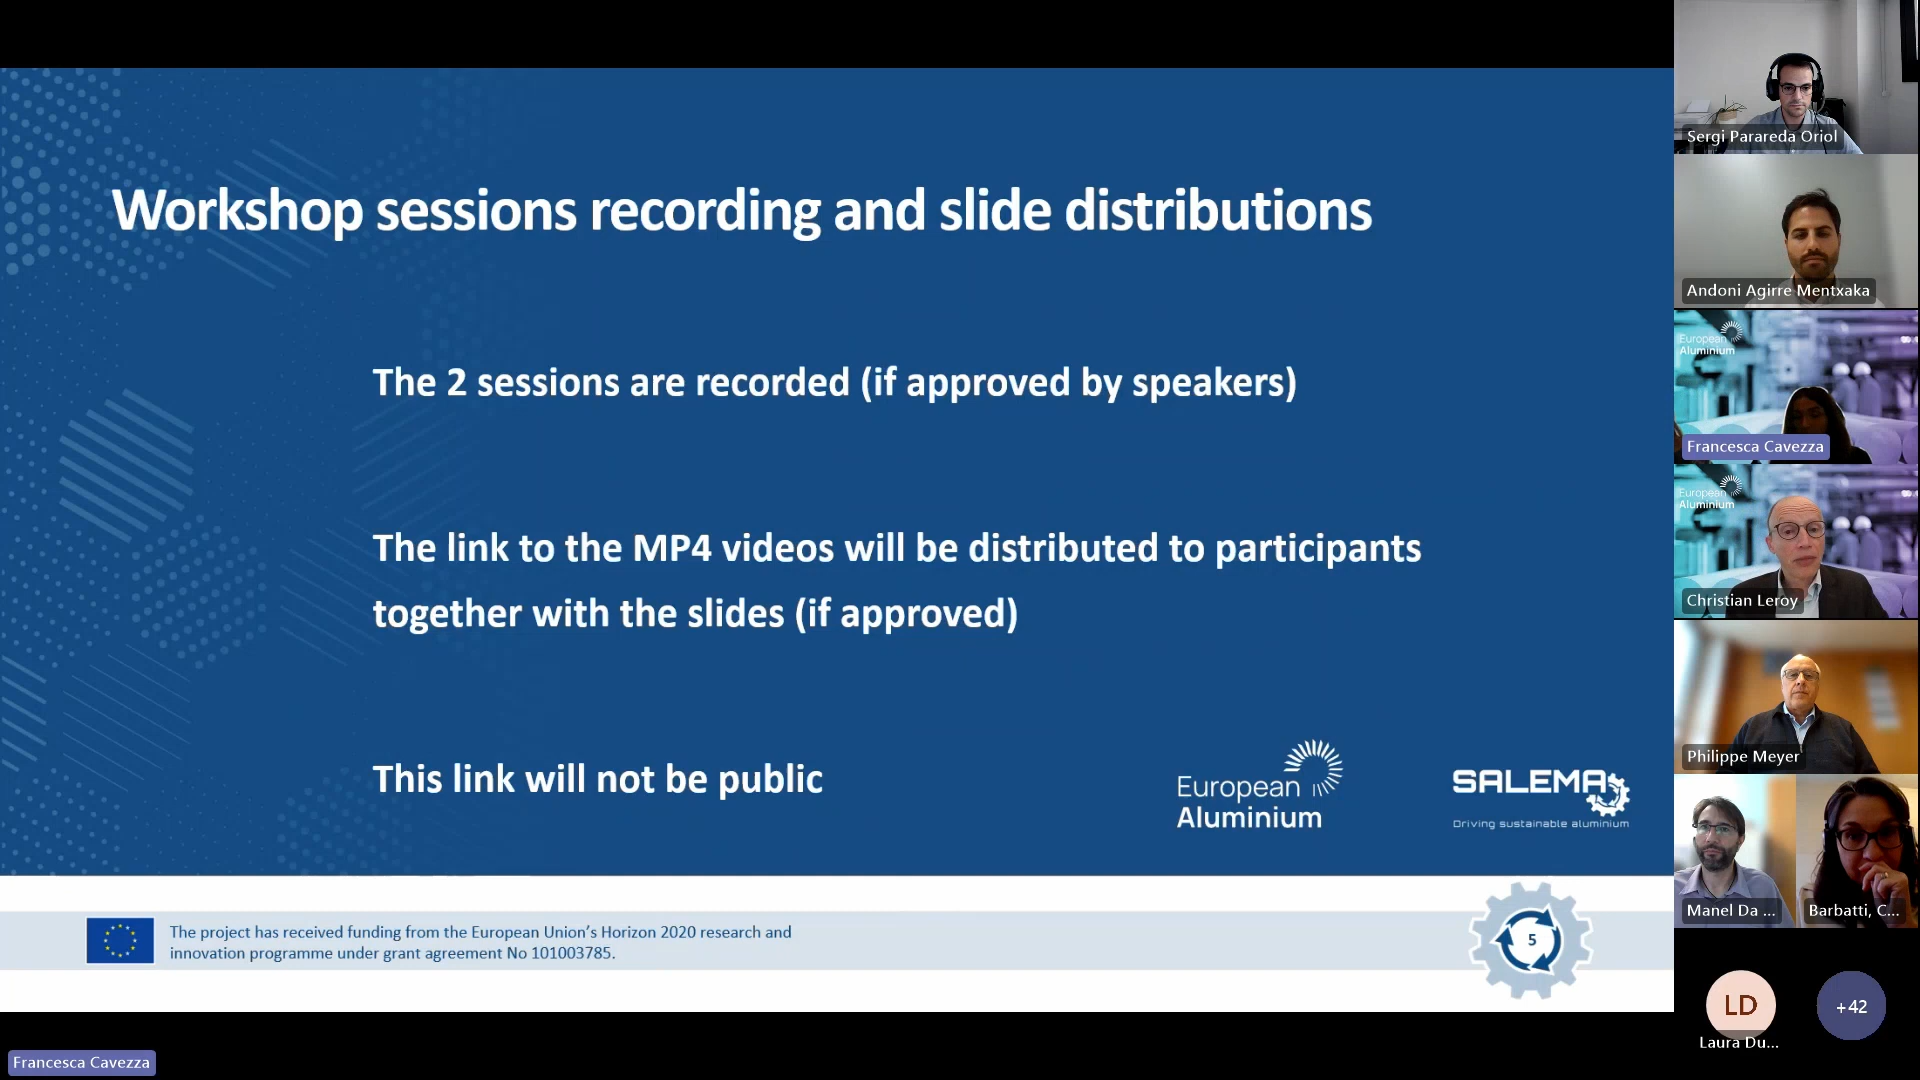 Workshop sessions recording and slide distributions
The 2 sessions are recorded (if approved by speakers)
The link to the MP4 videos will be distributed to participants
together with the slides (if approved)
This link will not be public
European
Aluminium
SALEMA
Driving sustainable aluminium
The project has received funding from the European Union's Horizon 2020 research and
innovation programme under grant agreement No 101003785.
5
Francesca Cavezza
Sergi Parareda Oriol
Andoni Agirre Mentxaka
European
Aluminium
Francesca Cavezza
European
Aluminium
Christian Leroy
Philippe Meyer
Manel Da ...
Barbatti, C...
LD
Laura Du...
+42